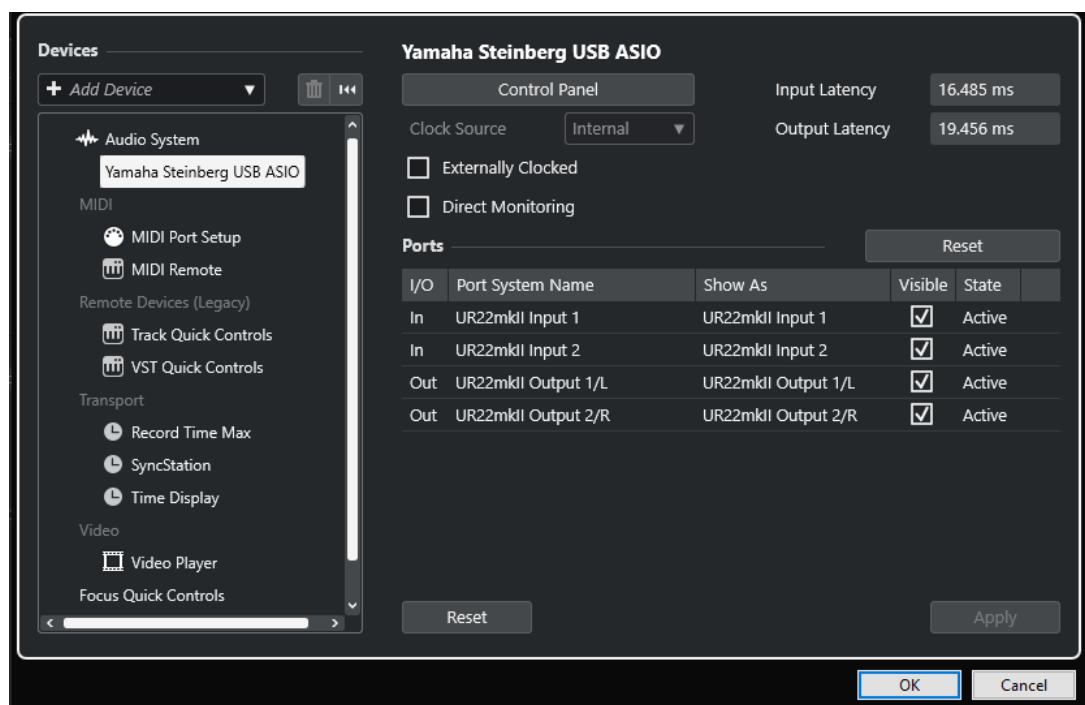 Devices
+ Add Device
Audio System
Yamaha Steinberg USB ASIO
MIDI
MIDI Port Setup
MIDI Remote
Remote Devices (Legacy)
Track Quick Controls
VST Quick Controls
Transport
Record Time Max
SyncStation
Time Display
Video
Video Player
Focus Quick Controls
Yamaha Steinberg USB ASIO
Control Panel
Input Latency 16.485 ms
Clock Source Internal
Output Latency 19.456 ms
Externally Clocked
Direct Monitoring
Ports
Reset
I/O Port System Name Show As Visible State
In UR22mkII Input 1 UR22mkII Input 1 Active
In UR22mkII Input 2 UR22mkII Input 2 Active
Out UR22mkII Output 1/L UR22mkII Output 1/L Active
Out UR22mkII Output 2/R UR22mkII Output 2/R Active
Reset
Apply
OK
Cancel